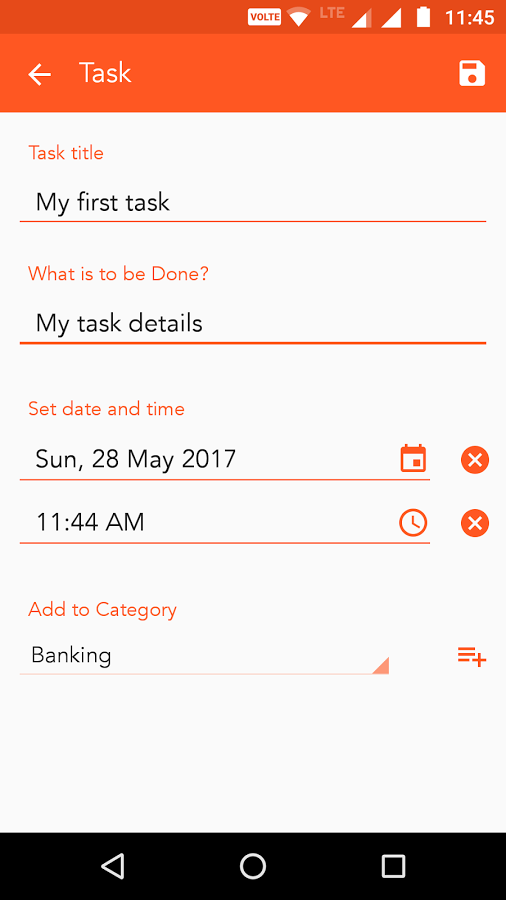 VOLTE LTE 11:45
Task
Task title
My first task
What is to be Done?
My task details
Set date and time
Sun, 28 May 2017
11:44 AM
Add to Category
Banking